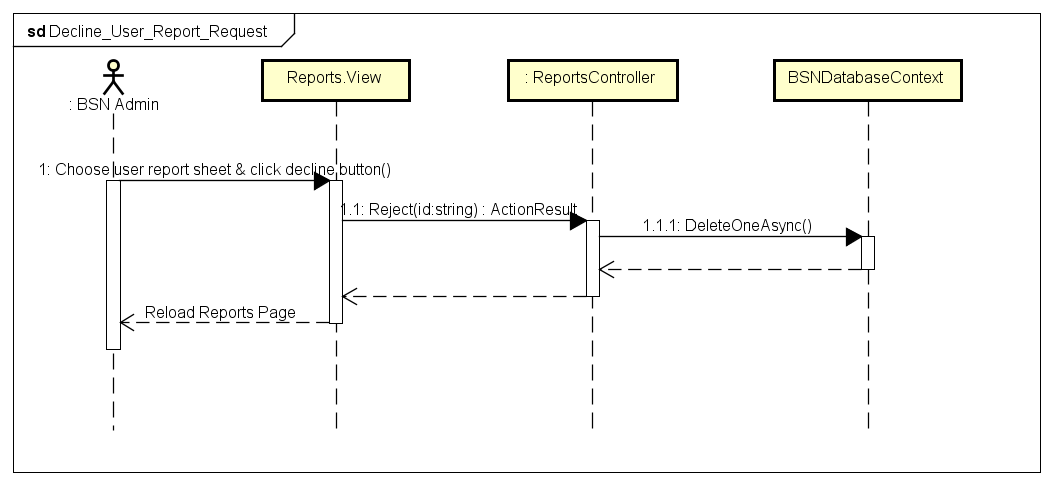 sd Decline_User_Report_Request
: BSN Admin
Reports.View
: ReportsController
BSNDatabaseContext
1: Choose user report sheet & click decline button()
1.1: Reject(id:string) : ActionResult
1.1.1: DeleteOneAsync()
Reload Reports Page